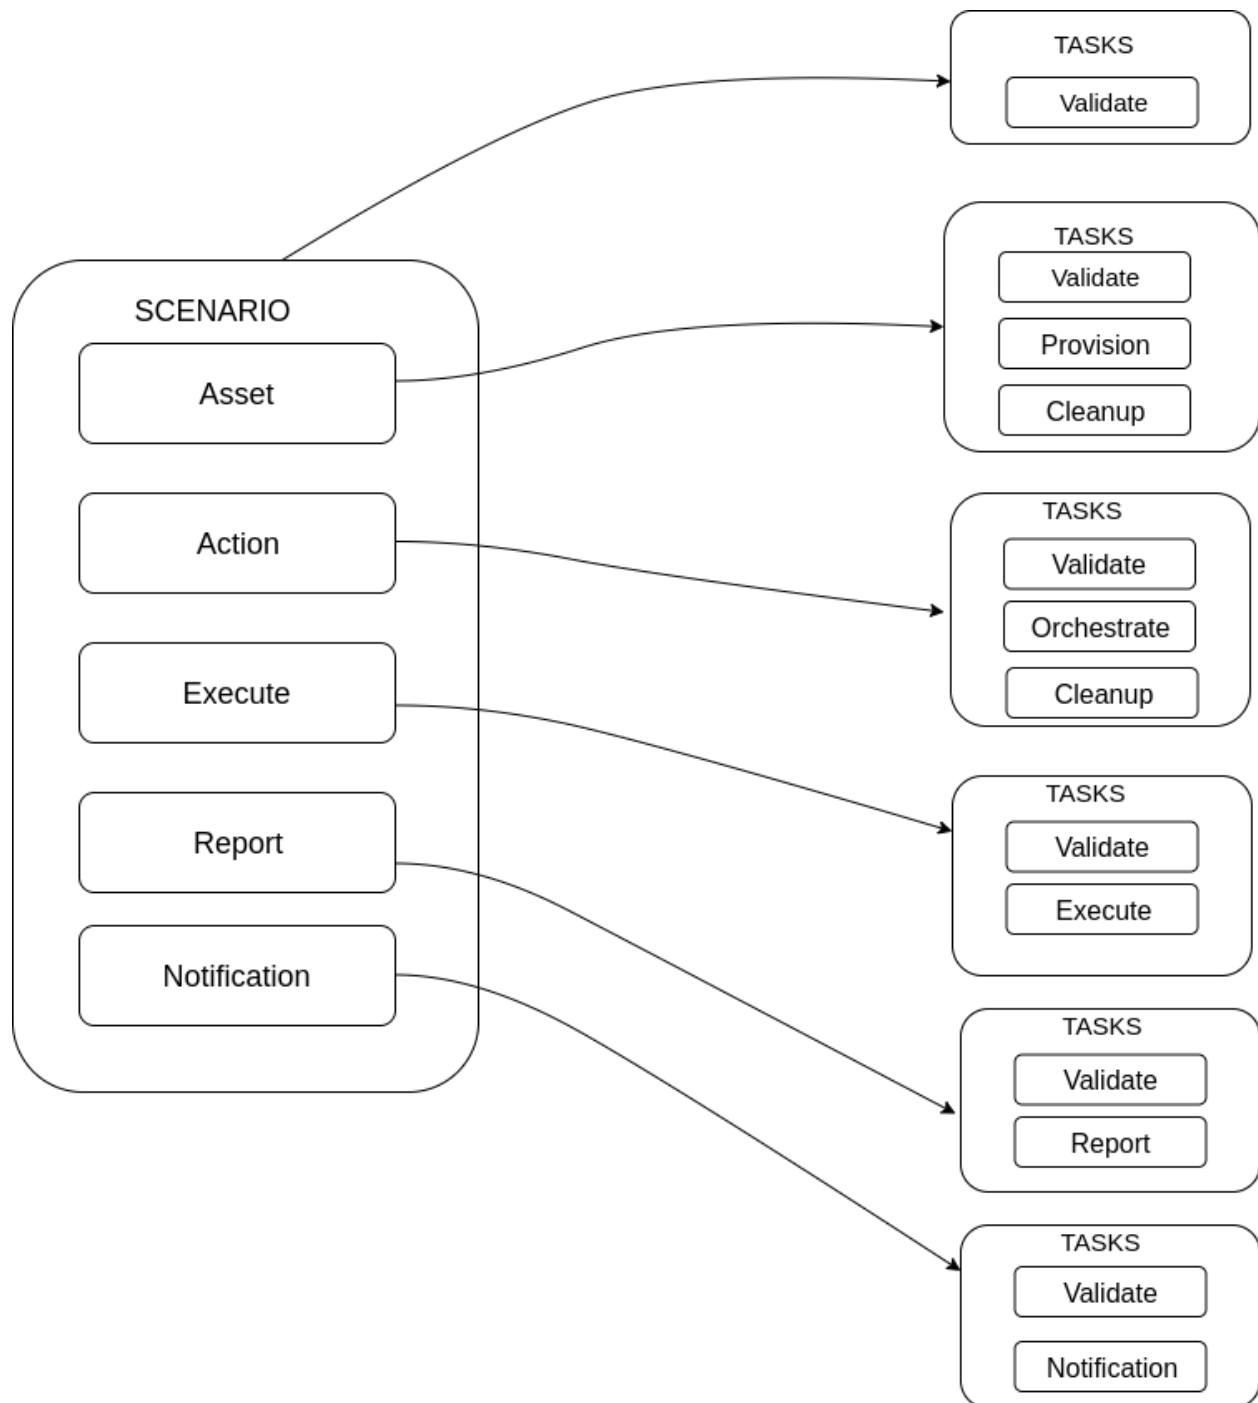 SCENARIO
Asset
Action
Execute
Report
Notification
TASKS
Validate
TASKS
Validate
Provision
Cleanup
TASKS
Validate
Orchestrate
Cleanup
TASKS
Validate
Execute
TASKS
Validate
Report
TASKS
Validate
Notification